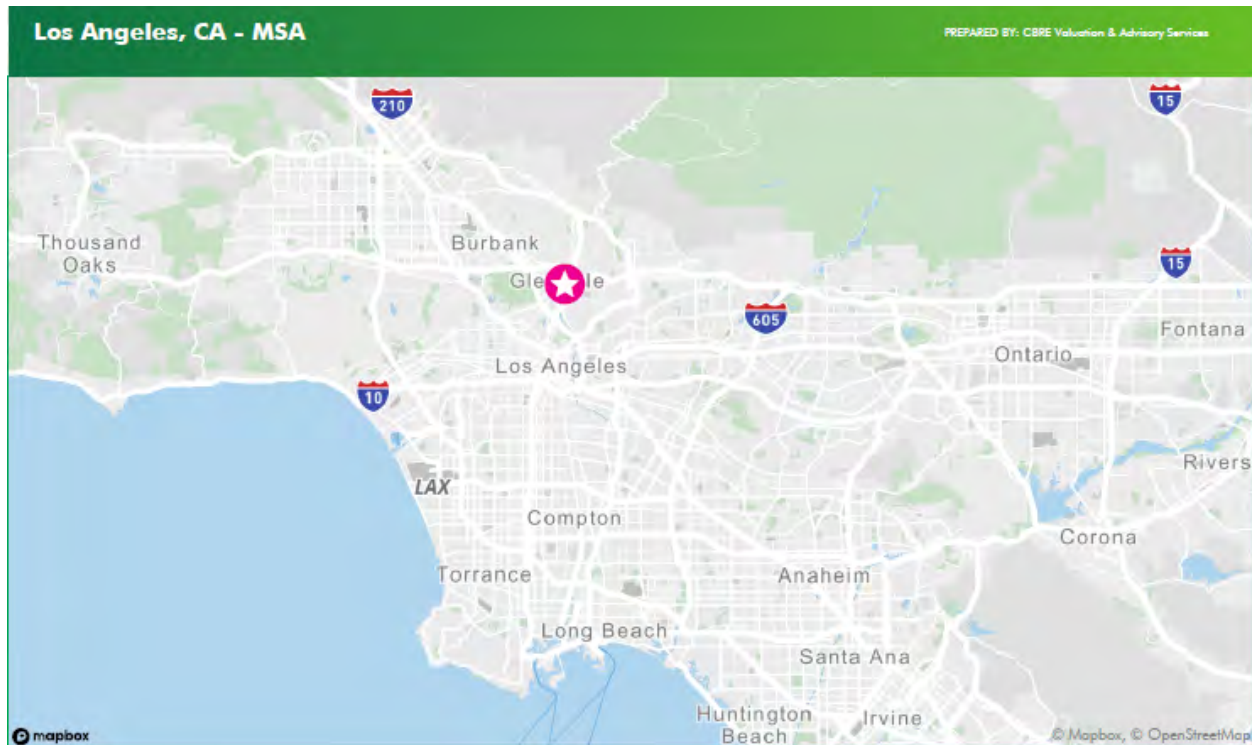 Los Angeles, CA - MSA
PREPARED BY: CBRE Valuation & Advisory Services
210
15
Thousand
Oaks
Burbank
Gle
le
15
605
Fontana
Ontario
Los Angeles
10
Rivers
LAX
Compton
Corona
Torrance
Anaheim
Long Beach
Santa Ana
Huntington
Beach
Irvine
mapbox
© Mapbox, © OpenStreetMap